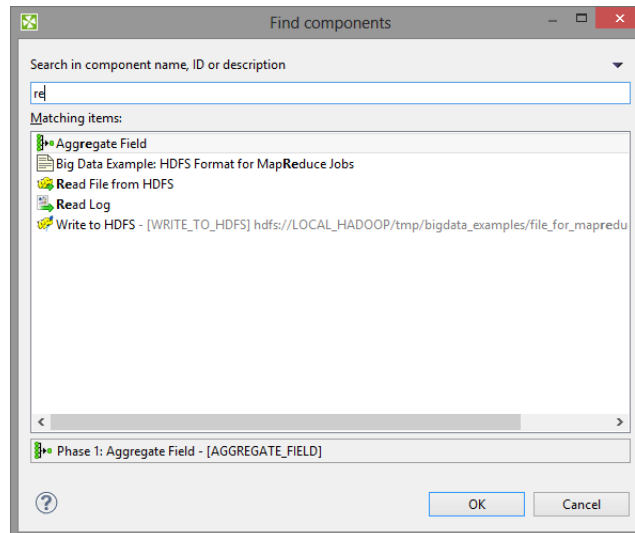 Find components
Search in component name, ID or description
re
Matching items:
Aggregate Field
Big Data Example: HDFS Format for MapReduce Jobs
Read File from HDFS
Read Log
Write to HDFS - [WRITE_TO_HDFS] hdfs://LOCAL_HADOOP/tmp/bigdata_examples/file_for_mapredu
Phase 1: Aggregate Field - [AGGREGATE_FIELD]
OK Cancel